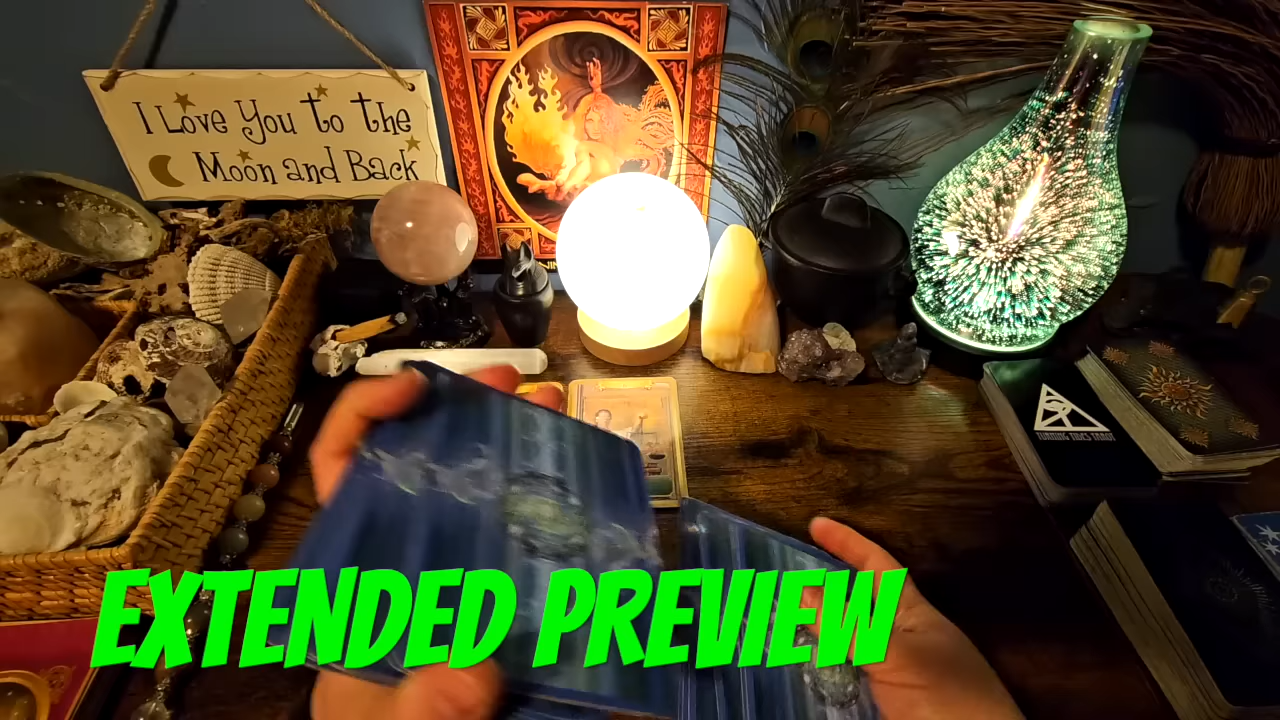 I Love You to the
Moon and Back
TURNING TIDES TAROT
EXTENDED PREVIEW